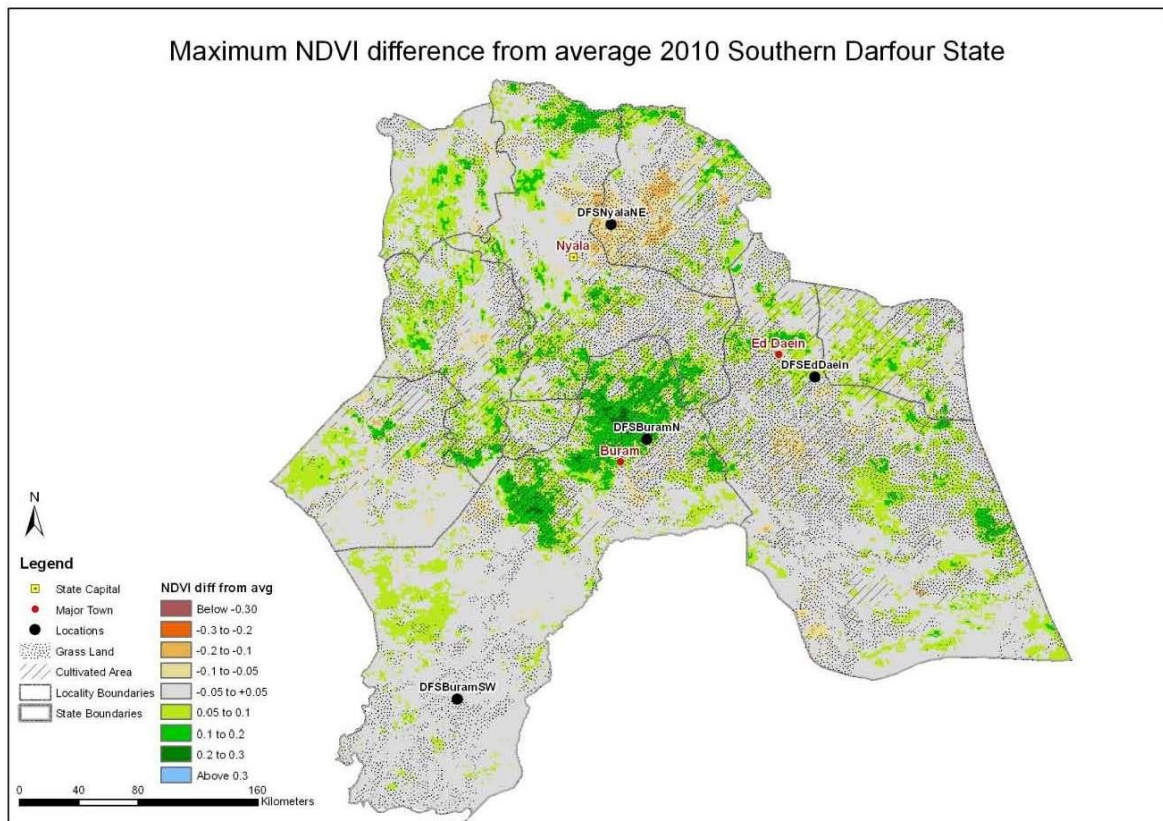 Maximum NDVI difference from average 2010 Southern Darfour State
DFSNyalaNE
Nyala
Ed Daein
DFSEdDaein
DFSBuramN
Buram
DFSBuramSW
N
Legend
State Capital
Major Town
Locations
Grass Land
Cultivated Area
Locality Boundaries
State Boundaries
NDVI diff from avg
Below -0.30
-0.3 to -0.2
-0.2 to -0.1
-0.1 to -0.05
-0.05 to +0.05
0.05 to 0.1
0.1 to 0.2
0.2 to 0.3
Above 0.3
0 40 80 160
Kilometers